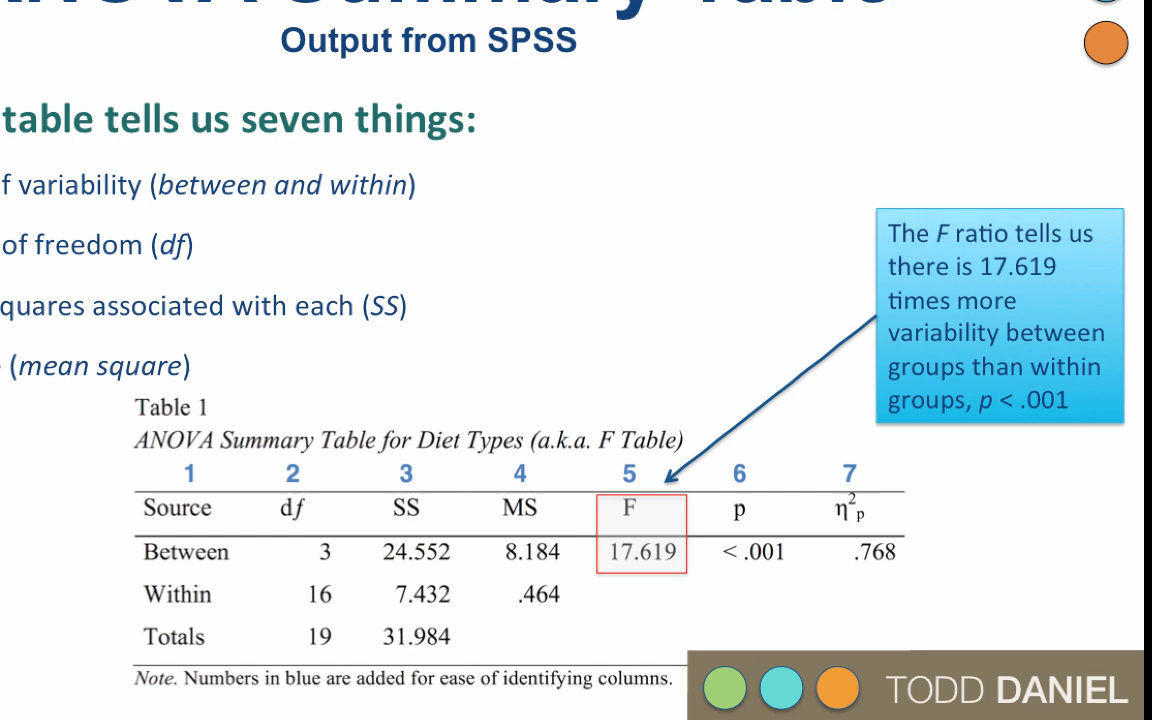 ANOVA Summary Table
Output from SPSS
table tells us seven things:
f variability (between and within)
of freedom (df)
quares associated with each (SS)
(mean square)
The F ratio tells us
there is 17.619
times more
variability between
groups than within
groups, p < .001
Table 1
ANOVA Summary Table for Diet Types (a.k.a. F Table)
1 2 3 4 5 6 7
Source df SS MS F p η²p
Between 3 24.552 8.184 17.619 < .001 .768
Within 16 7.432 .464
Totals 19 31.984
Note. Numbers in blue are added for ease of identifying columns.
TODD DANIEL